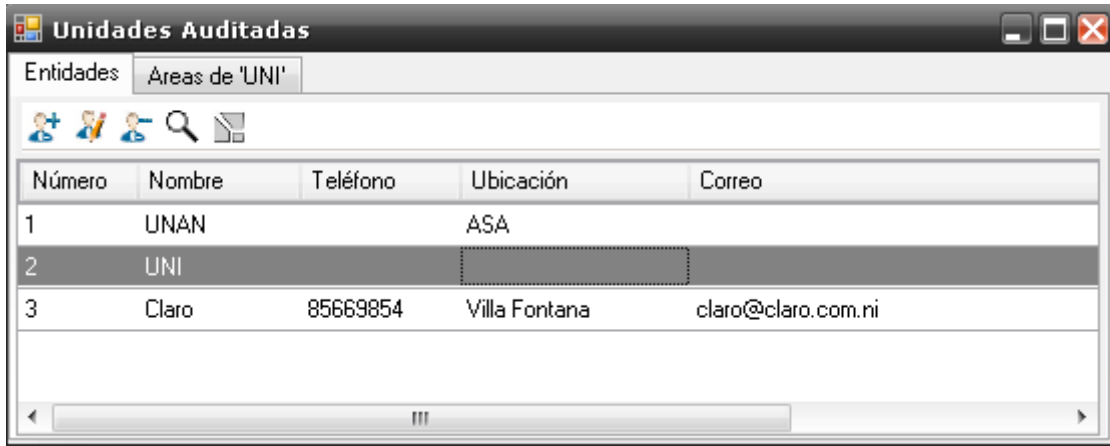 Unidades Auditadas
Entidades Areas de 'UNI'
Número Nombre Teléfono Ubicación Correo
1 UNAN ASA
2 UNI
3 Claro 85669854 Villa Fontana claro@claro.com.ni